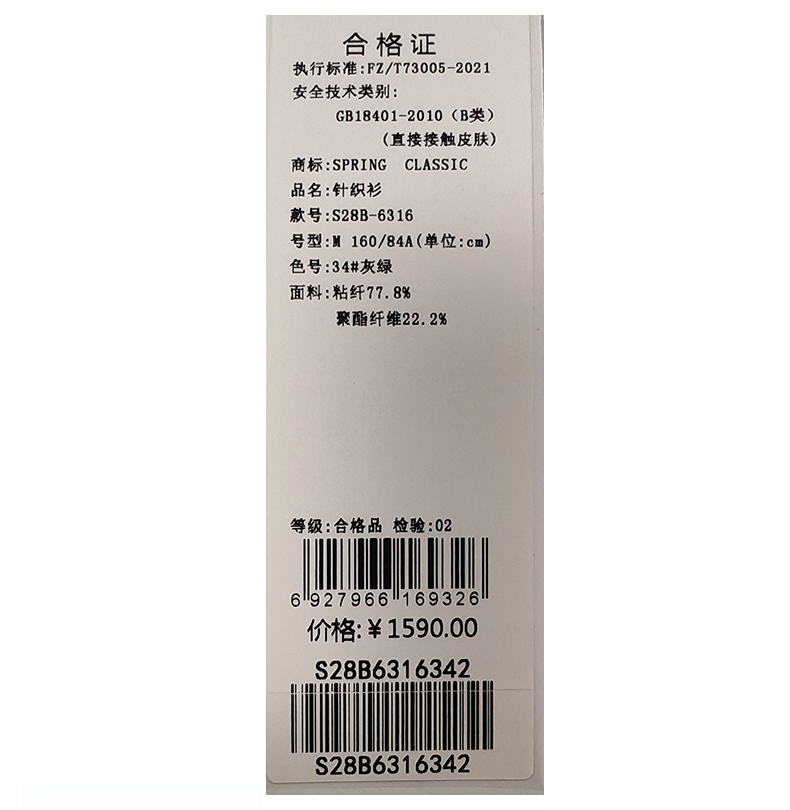 合格证
执行标准:FZ/T73005-2021
安全技术类别:
GB18401-2010（B类）
(直接接触皮肤)
商标:SPRING CLASSIC
品名:针织衫
款号:S28B-6316
号型:M 160/84A(单位:cm)
色号:34#灰绿
面料:粘纤77.8%
聚酯纤维22.2%
等级:合格品 检验:02
6 927966 169326
价格:￥1590.00
S28B6316342
S28B6316342